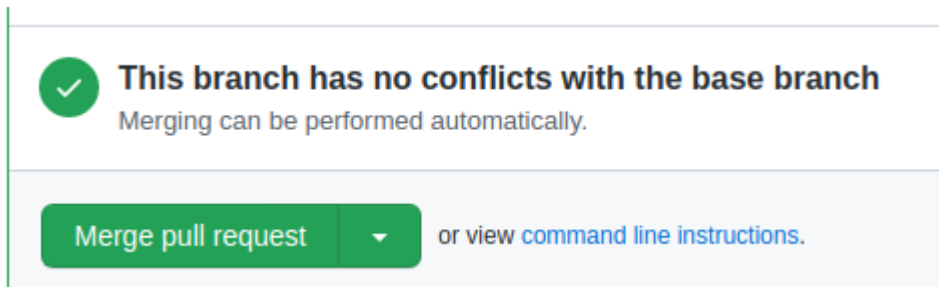 This branch has no conflicts with the base branch
Merging can be performed automatically.
Merge pull request or view command line instructions.